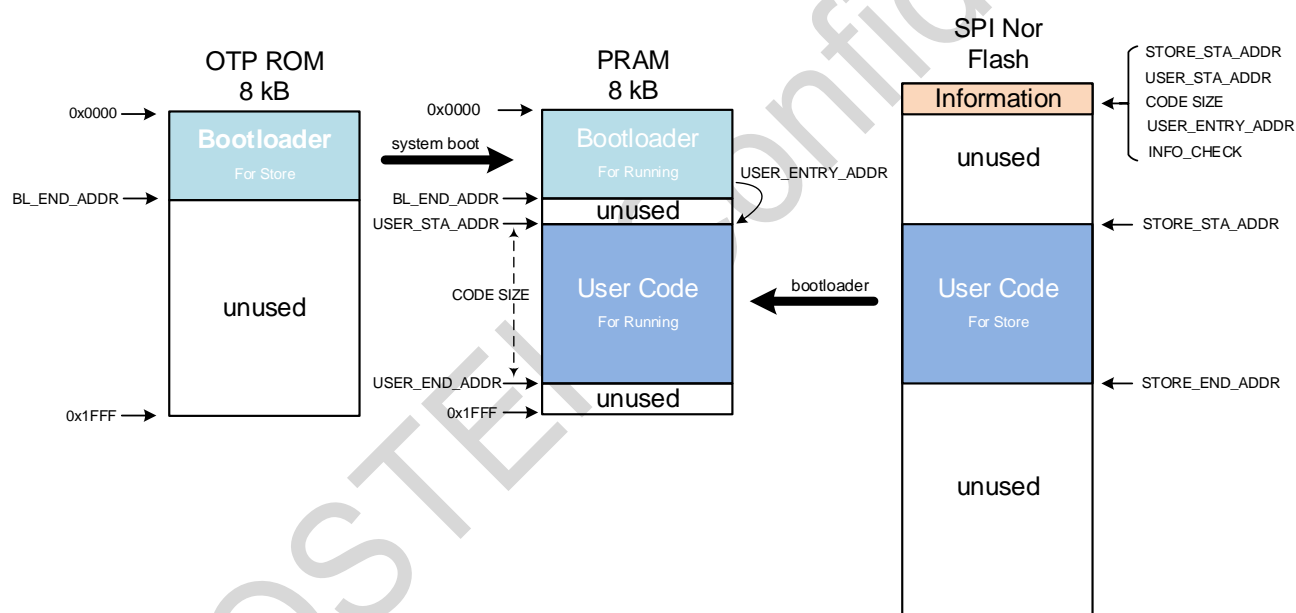 OTP ROM
8 kB
0x0000
Bootloader
For Store
BL_END_ADDR
unused
0x1FFF
system boot
PRAM
8 kB
0x0000
Bootloader
For Running
USER_ENTRY_ADDR
BL_END_ADDR
unused
USER_STA_ADDR
CODE SIZE
User Code
For Running
USER_END_ADDR
unused
0x1FFF
bootloader
SPI Nor
Flash
Information
STORE_STA_ADDR
USER_STA_ADDR
CODE SIZE
USER_ENTRY_ADDR
INFO_CHECK
unused
STORE_STA_ADDR
User Code
For Store
STORE_END_ADDR
unused